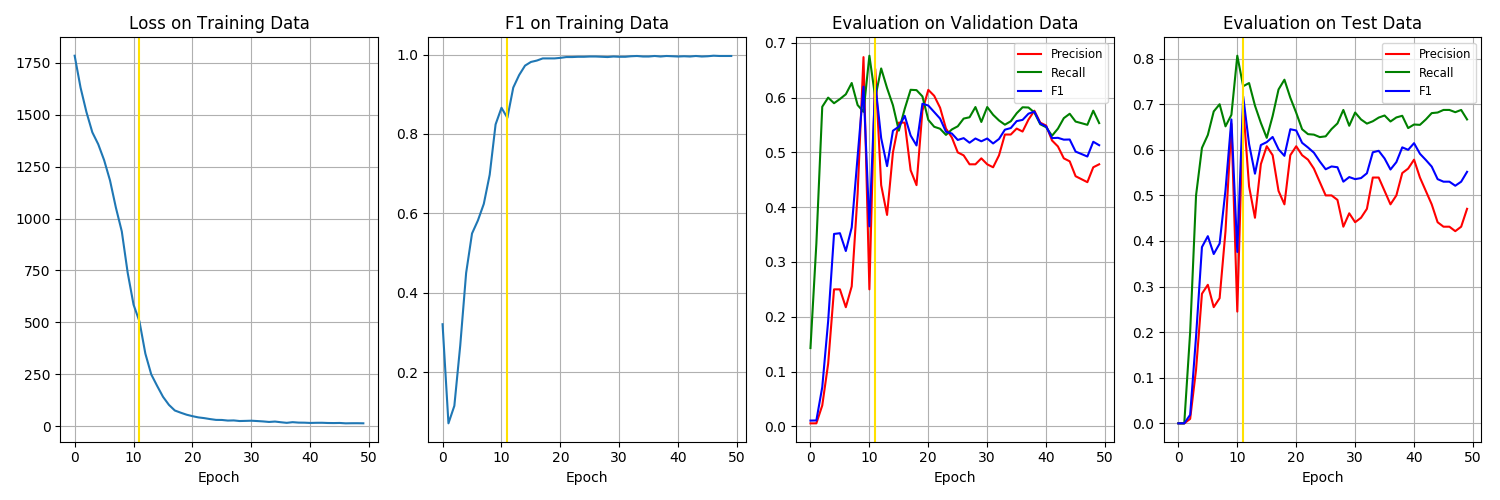 Loss on Training Data
1750
1500
1250
1000
750
500
250
0
0 10 20 30 40 50
Epoch
F1 on Training Data
1.0
0.8
0.6
0.4
0.2
0 10 20 30 40 50
Epoch
Evaluation on Validation Data
Precision
Recall
F1
0.7
0.6
0.5
0.4
0.3
0.2
0.1
0.0
0 10 20 30 40 50
Epoch
Evaluation on Test Data
Precision
Recall
F1
0.8
0.7
0.6
0.5
0.4
0.3
0.2
0.1
0.0
0 10 20 30 40 50
Epoch